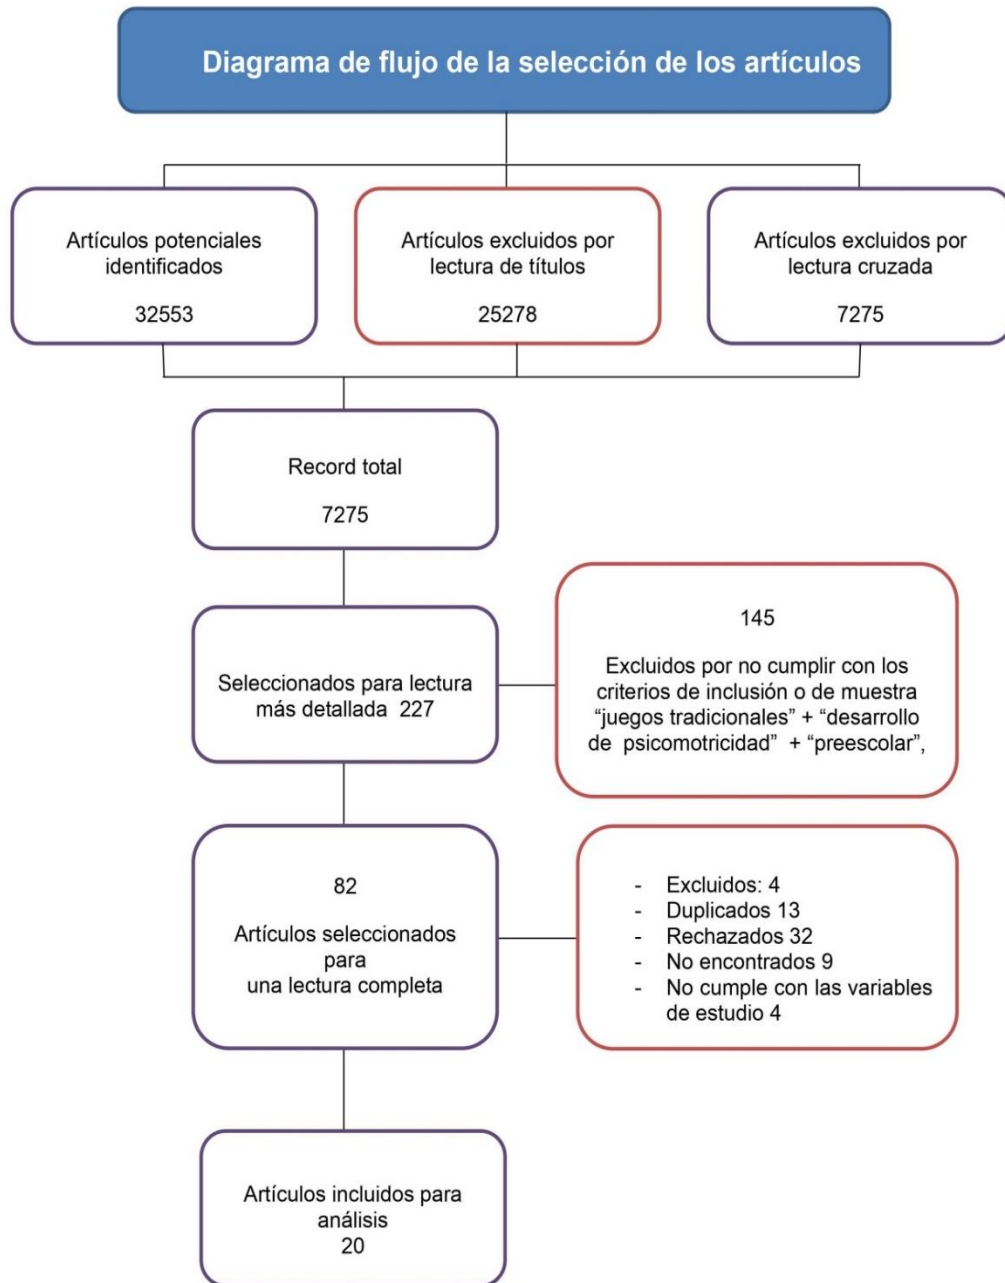 Diagrama de flujo de la selección de los artículos
Artículos potenciales
identificados
32553
Artículos excluidos por
lectura de títulos
25278
Artículos excluidos por
lectura cruzada
7275
Record total
7275
Seleccionados para lectura
más detallada 227
145
Excluidos por no cumplir con los
criterios de inclusión o de muestra
“juegos tradicionales” + “desarrollo
de psicomotricidad” + “preescolar”,
82
Artículos seleccionados
para
una lectura completa
- Excluidos: 4
- Duplicados 13
- Rechazados 32
- No encontrados 9
- No cumple con las variables
de estudio 4
Artículos incluidos para
análisis
20